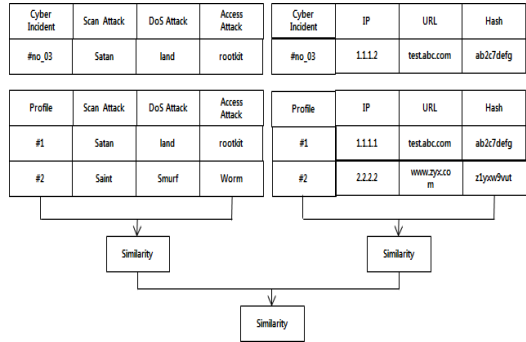 Cyber Incident Scan Attack DoS Attack Access Attack
#no_03 Satan land rootkit
Cyber Incident IP URL Hash
#no_03 1.1.1.2 test.abc.com ab2c7defg
Profile Scan Attack DoS Attack Access Attack
#1 Satan land rootkit
#2 Saint Smurf Worm
Profile IP URL Hash
#1 1.1.1.1 test.abc.com ab2c7defg
#2 2.2.2.2 www.zyx.com z1yxw9vut
Similarity
Similarity
Similarity